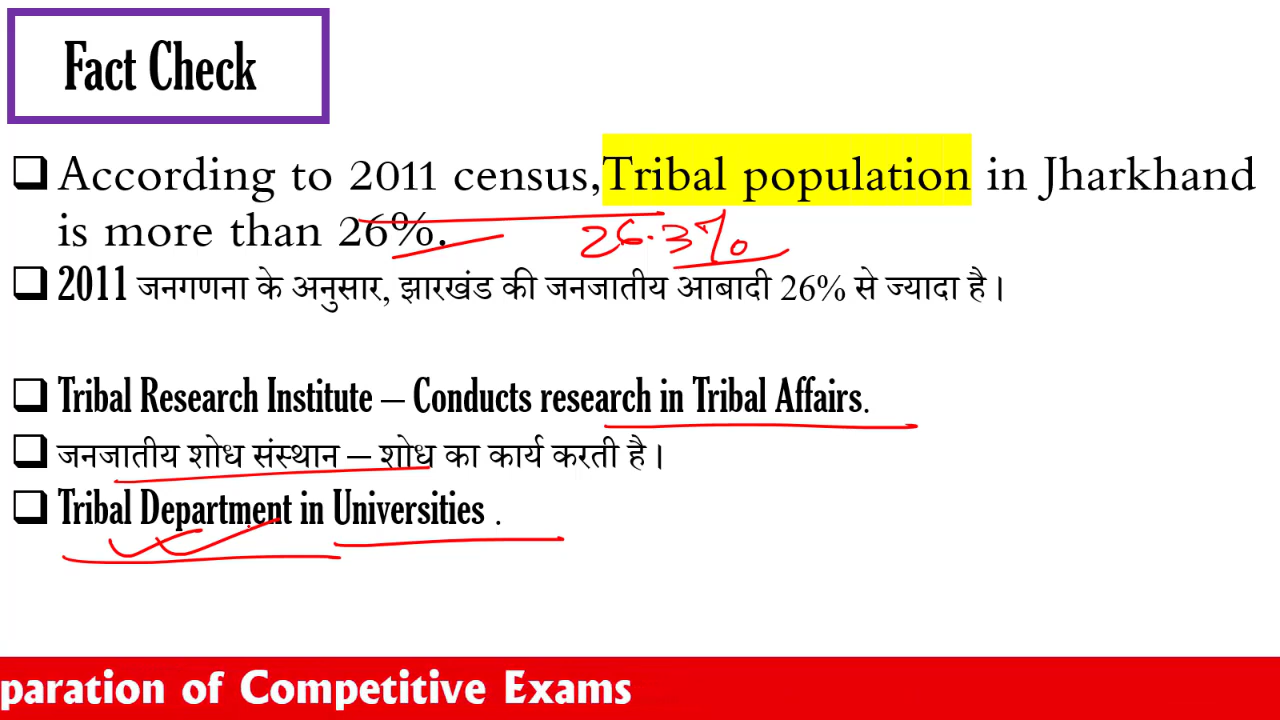 Fact Check
According to 2011 census,Tribal population in Jharkhand
is more than 26%.
26.3%
2011 जनगणना के अनुसार, झारखंड की जनजातीय आबादी 26% से ज्यादा है।
Tribal Research Institute – Conducts research in Tribal Affairs.
जनजातीय शोध संस्थान – शोध का कार्य करती है।
Tribal Department in Universities .
paration of Competitive Exams